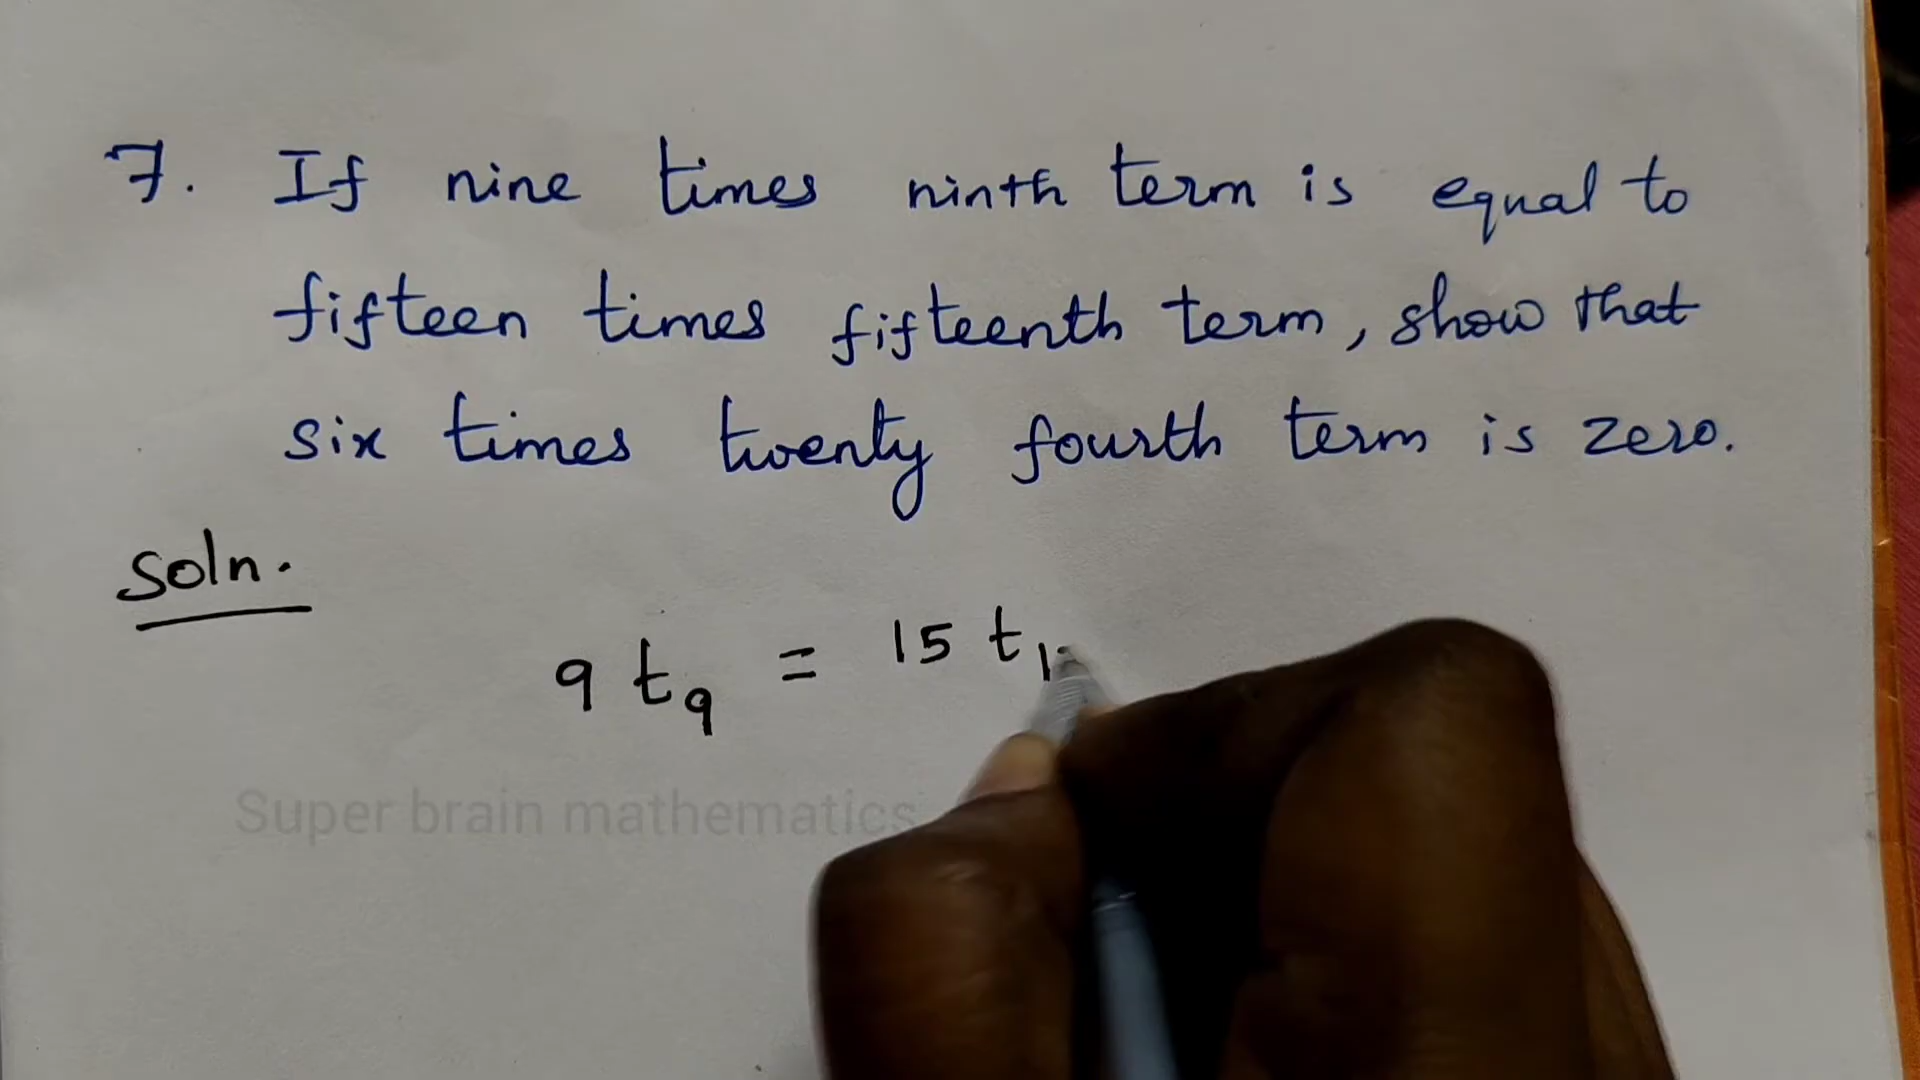 7. If nine times ninth term is equal to
fifteen times fifteenth term, show that
six times twenty fourth term is zero.
Soln.
9 t₉ = 15 t₁
Super brain mathematics